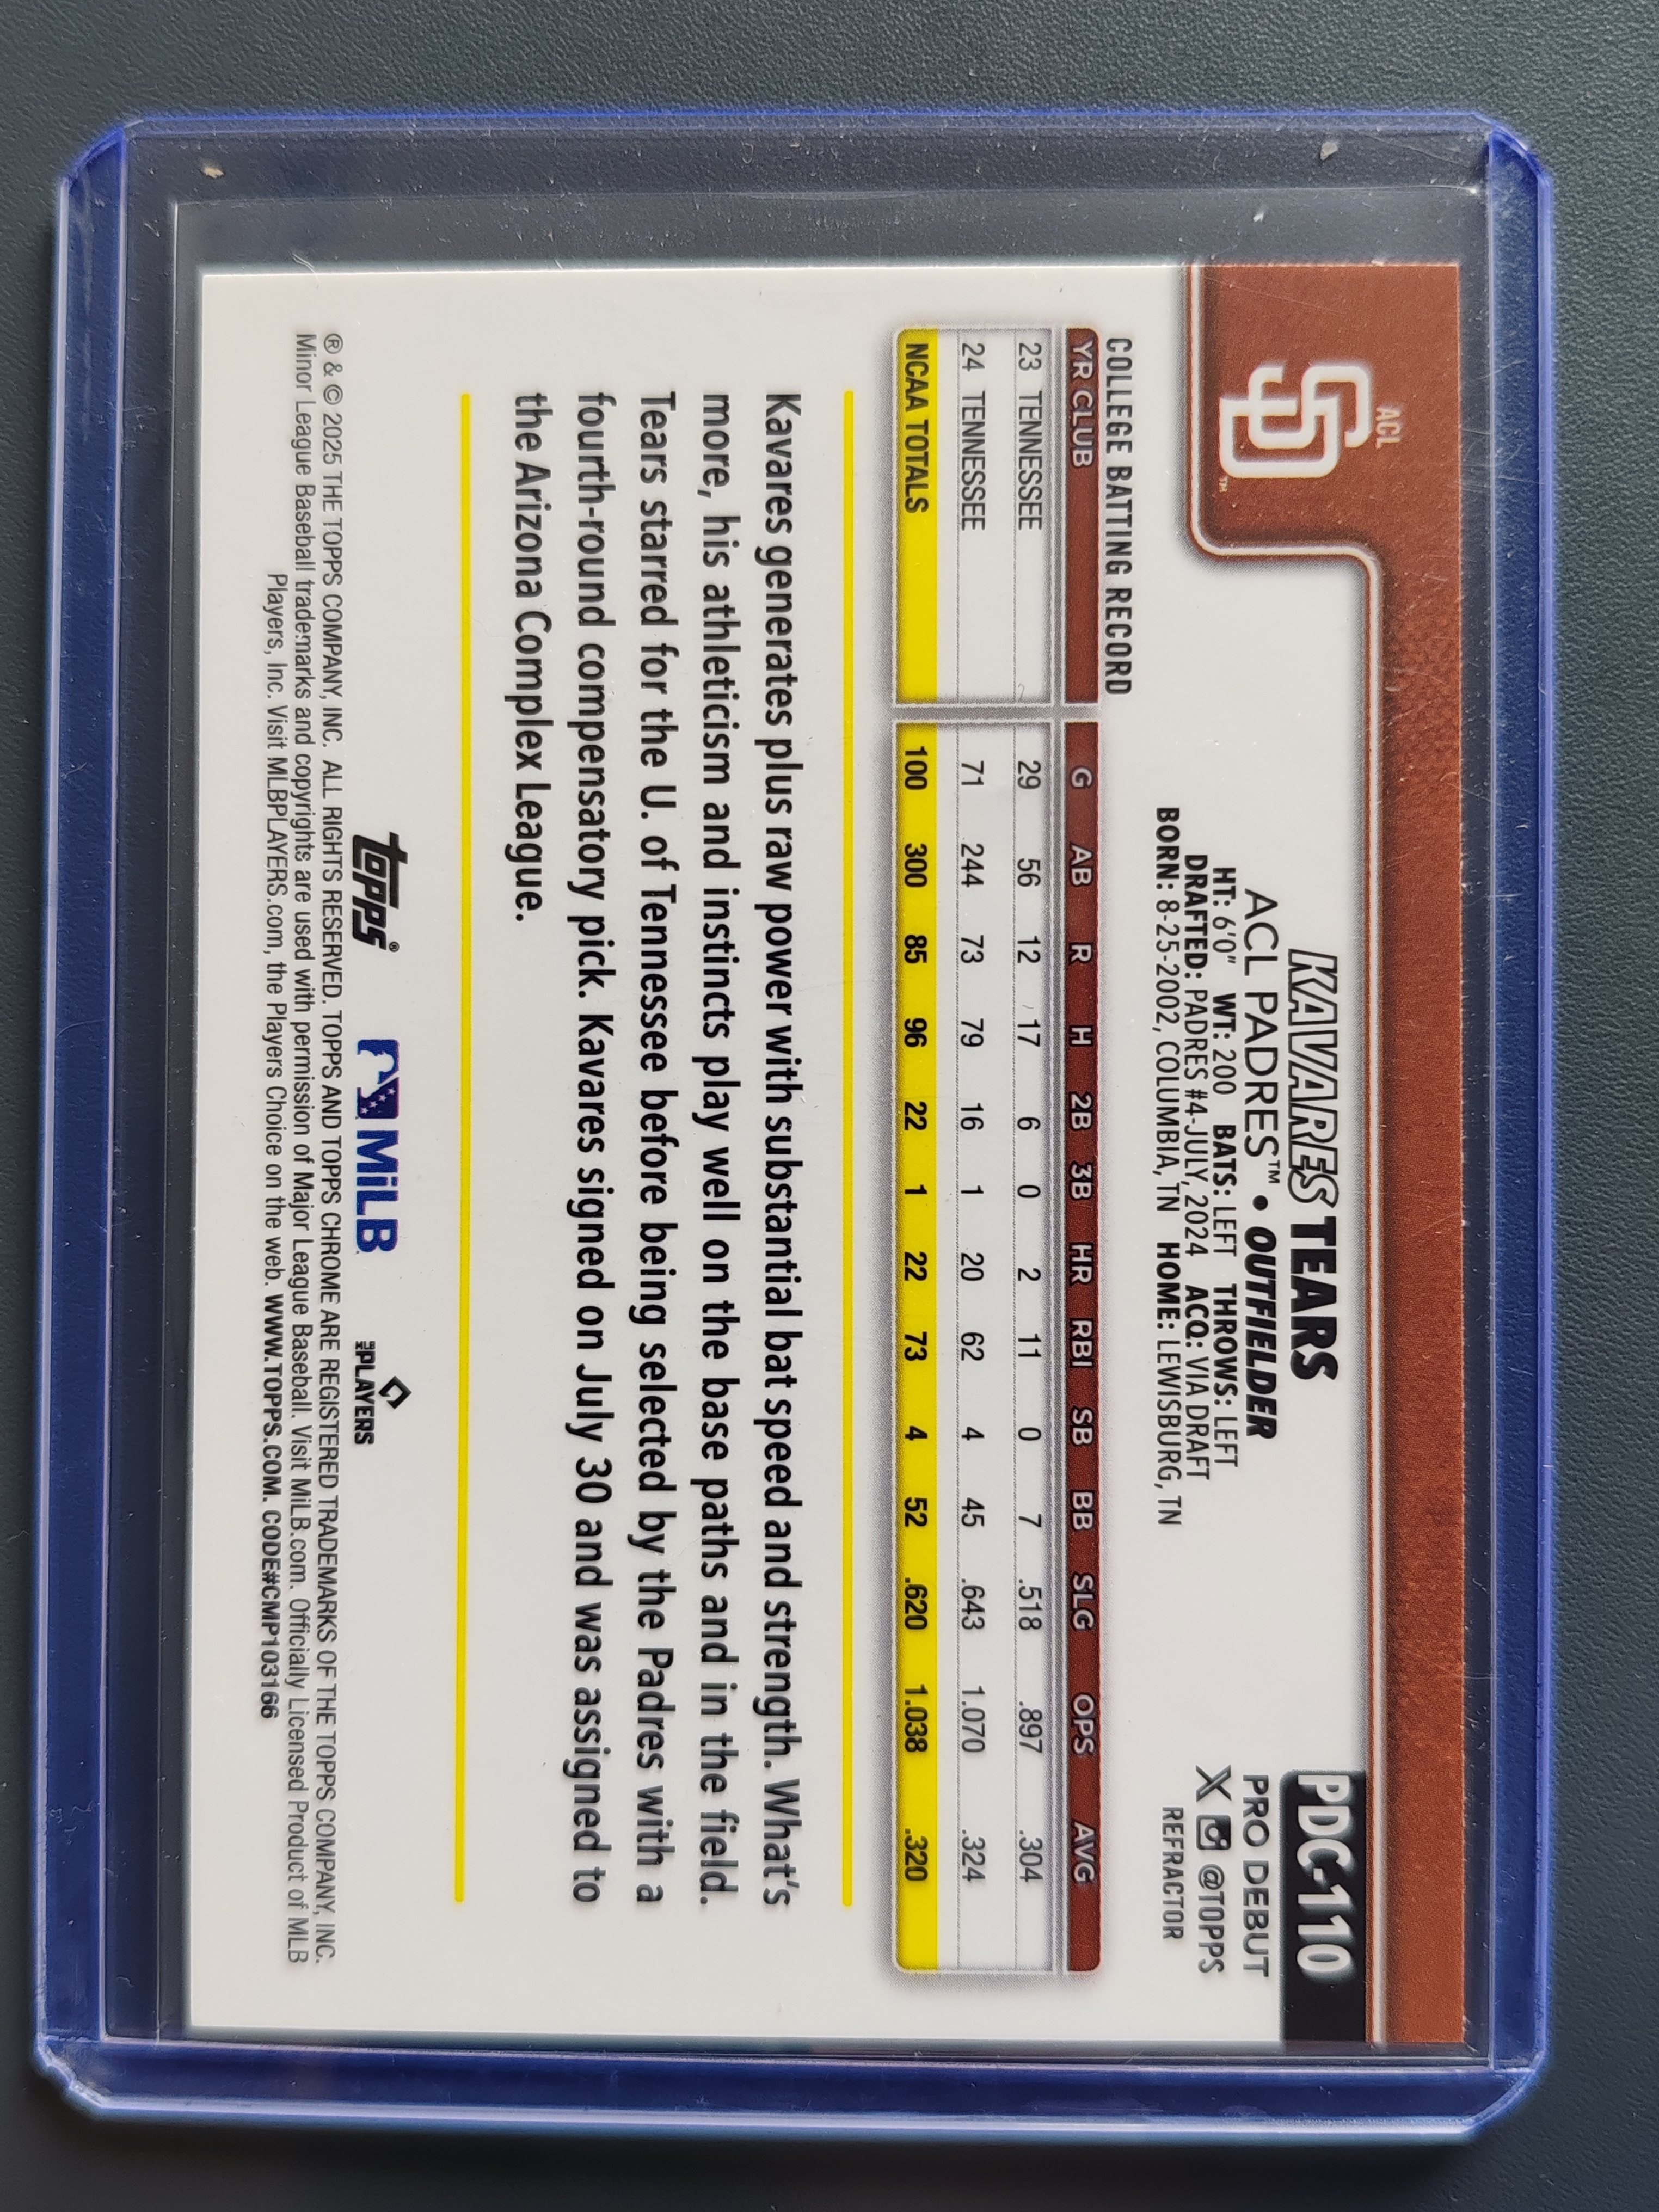 ACL
SD™
KAVARES TEARS
ACL PADRES™ • OUTFIELDER
HT: 6'0" WT: 200 BATS: LEFT THROWS: LEFT
DRAFTED: PADRES #4-JULY, 2024 ACQ: VIA DRAFT
BORN: 8-25-2002, COLUMBIA, TN HOME: LEWISBURG, TN
PDC-110
PRO DEBUT
X @TOPPS
REFRACTOR
COLLEGE BATTING RECORD
YR CLUB G AB R H 2B 3B HR RBI SB BB SLG OPS AVG
23 TENNESSEE 29 56 12 17 6 0 2 11 0 7 .518 .897 .304
24 TENNESSEE 71 244 73 79 16 1 20 62 4 45 .643 1.070 .324
NCAA TOTALS 100 300 85 96 22 1 22 73 4 52 .620 1.038 .320
Kavares generates plus raw power with substantial bat speed and strength. What's
more, his athleticism and instincts play well on the base paths and in the field.
Tears starred for the U. of Tennessee before being selected by the Padres with a
fourth-round compensatory pick. Kavares signed on July 30 and was assigned to
the Arizona Complex League.
topps® MiLB MLB PLAYERS
® & © 2025 THE TOPPS COMPANY, INC. ALL RIGHTS RESERVED. TOPPS AND TOPPS CHROME ARE REGISTERED TRADEMARKS OF THE TOPPS COMPANY, INC.
Minor League Baseball trademarks and copyrights are used with permission of Major League Baseball. Visit MiLB.com. Officially Licensed Product of MLB
Players, Inc. Visit MLBPLAYERS.com, the Players Choice on the web. WWW.TOPPS.COM. CODE#CMP103166